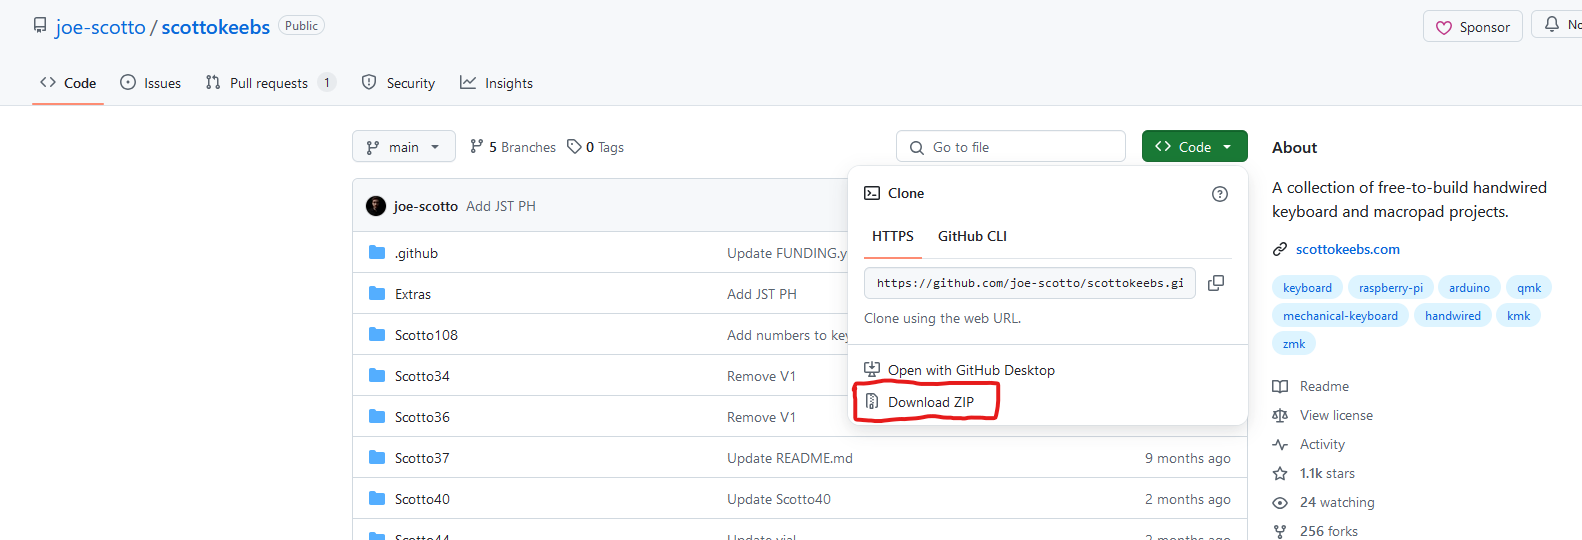 joe-scotto / scottokeebs Public
Sponsor
No
Code Issues Pull requests 1 Security Insights
main 5 Branches 0 Tags
Go to file
Code
About
A collection of free-to-build handwired
keyboard and macropad projects.
scottokeebs.com
keyboard raspberry-pi arduino qmk
mechanical-keyboard handwired kmk
zmk
Readme
View license
Activity
1.1k stars
24 watching
256 forks
Clone
HTTPS GitHub CLI
https://github.com/joe-scotto/scottokeebs.gi
Clone using the web URL.
Open with GitHub Desktop
Download ZIP
joe-scotto Add JST PH
.github Update FUNDING.y
Extras Add JST PH
Scotto108 Add numbers to key
Scotto34 Remove V1
Scotto36 Remove V1
Scotto37 Update README.md 9 months ago
Scotto40 Update Scotto40 2 months ago
Scotto44 Update vial 2 months ago